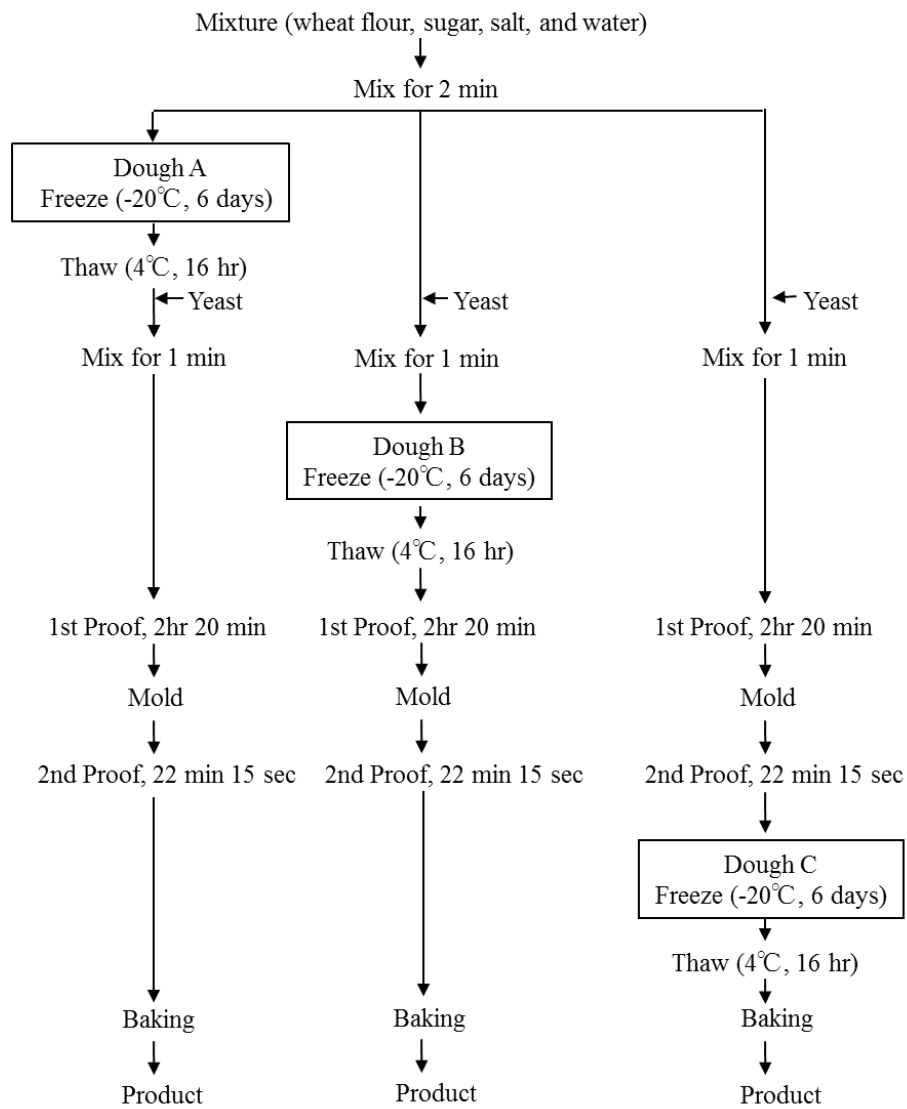 Mixture (wheat flour, sugar, salt, and water)
Mix for 2 min
Dough A
Freeze (-20℃, 6 days)
Thaw (4℃, 16 hr)
Yeast
Mix for 1 min
1st Proof, 2hr 20 min
Mold
2nd Proof, 22 min 15 sec
Baking
Product
Yeast
Mix for 1 min
Dough B
Freeze (-20℃, 6 days)
Thaw (4℃, 16 hr)
1st Proof, 2hr 20 min
Mold
2nd Proof, 22 min 15 sec
Baking
Product
Yeast
Mix for 1 min
1st Proof, 2hr 20 min
Mold
2nd Proof, 22 min 15 sec
Dough C
Freeze (-20℃, 6 days)
Thaw (4℃, 16 hr)
Baking
Product